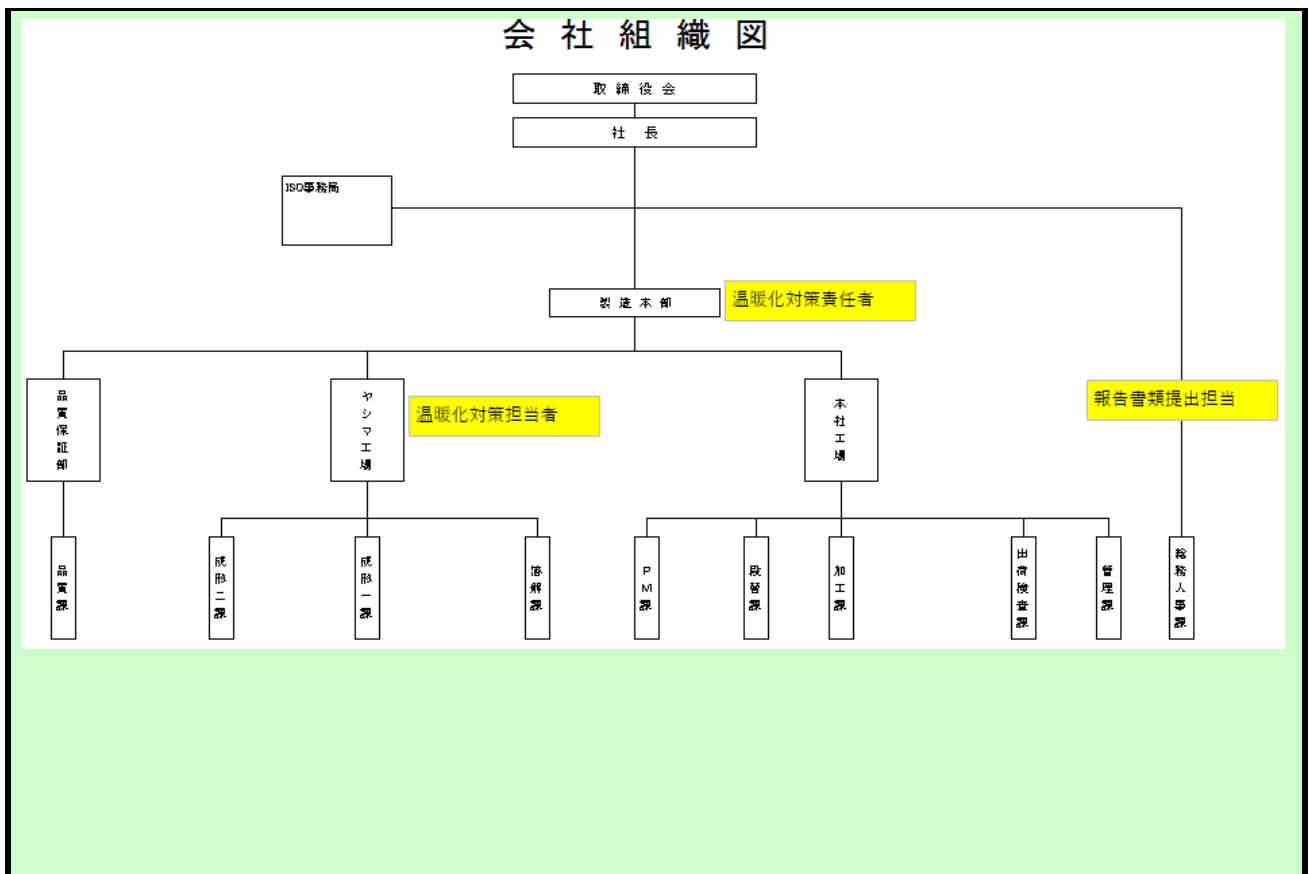 会社組織図
取締役会
社長
ISO事務局
製造本部
温暖化対策責任者
品質保証部
ヤシマ工場
温暖化対策担当者
本社工場
報告書類提出担当
品質課
成形二課
成形一課
溶解課
PM課
段替課
加工課
出荷検査課
管理課
総務人事課